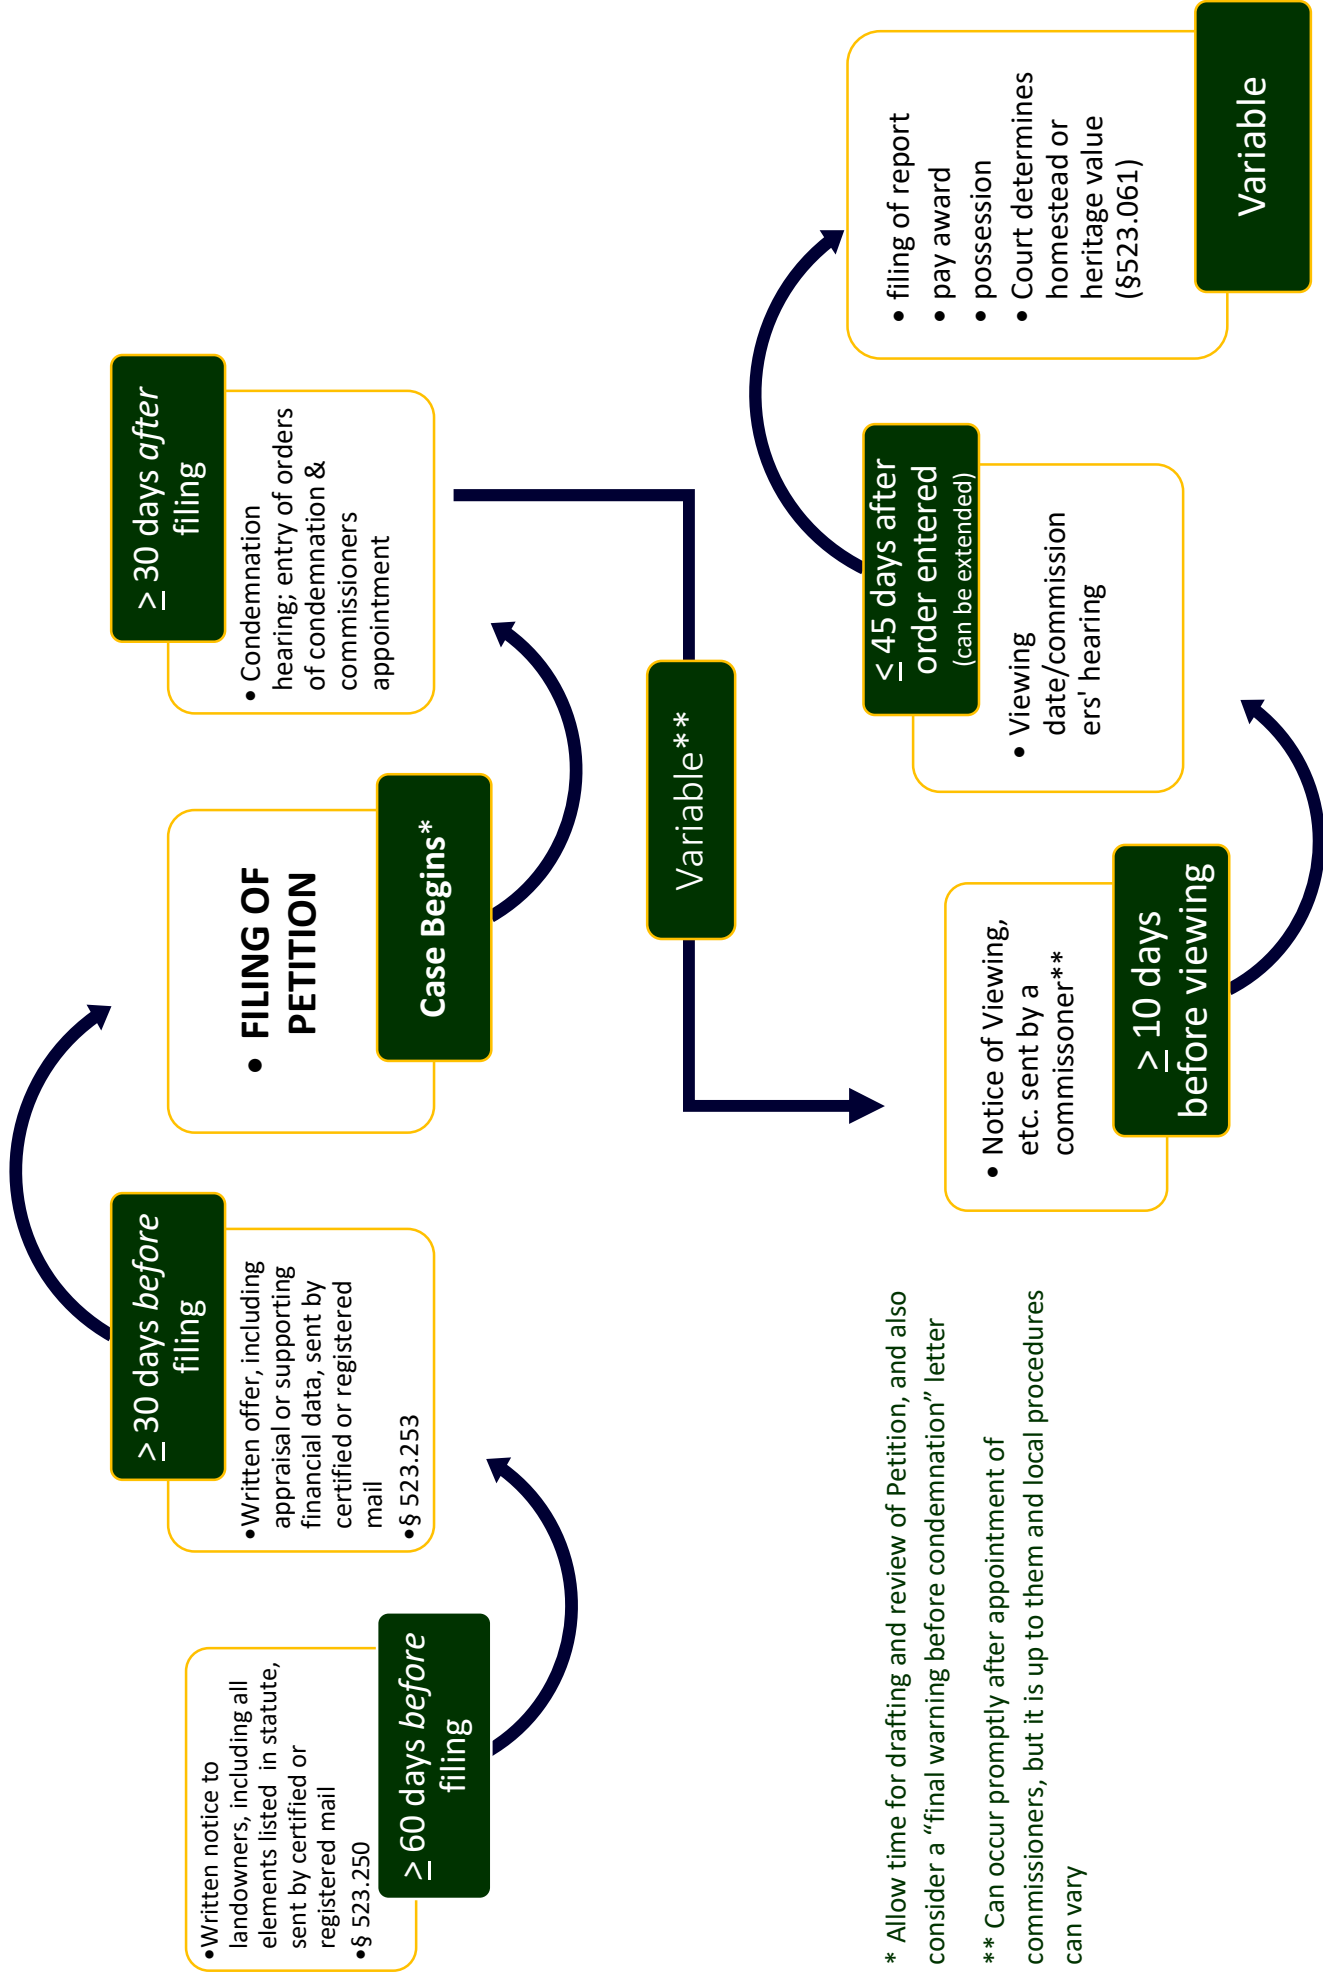 •Written notice to
landowners, including all
elements listed in statute,
sent by certified or
registered mail
•§ 523.250
≥ 60 days before
filing
≥ 30 days before
filing
•Written offer, including
appraisal or supporting
financial data, sent by
certified or registered
mail
•§ 523.253
• FILING OF
PETITION
Case Begins*
≥ 30 days after
filing
• Condemnation
hearing; entry of orders
of condemnation &
commissioners
appointment
Variable**
• Notice of Viewing,
etc. sent by a
commissoner**
≥ 10 days
before viewing
≤ 45 days after
order entered
(can be extended)
• Viewing
date/commission
ers' hearing
• filing of report
• pay award
• possession
• Court determines
homestead or
heritage value
(§523.061)
Variable
* Allow time for drafting and review of Petition, and also
consider a “final warning before condemnation” letter
** Can occur promptly after appointment of
commissioners, but it is up to them and local procedures
can vary